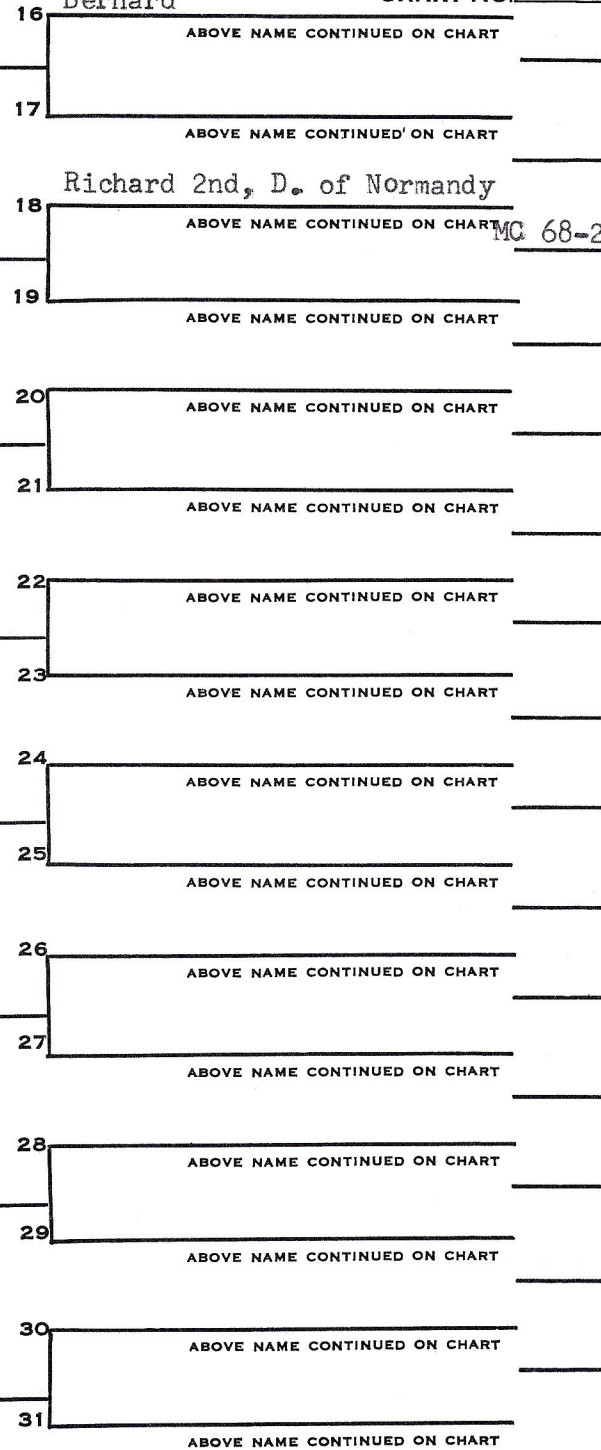 Bernard
16
ABOVE NAME CONTINUED ON CHART
17
ABOVE NAME CONTINUED ON CHART
Richard 2nd, D. of Normandy
18
ABOVE NAME CONTINUED ON CHART MC 68-2
19
ABOVE NAME CONTINUED ON CHART
20
ABOVE NAME CONTINUED ON CHART
21
ABOVE NAME CONTINUED ON CHART
22
ABOVE NAME CONTINUED ON CHART
23
ABOVE NAME CONTINUED ON CHART
24
ABOVE NAME CONTINUED ON CHART
25
ABOVE NAME CONTINUED ON CHART
26
ABOVE NAME CONTINUED ON CHART
27
ABOVE NAME CONTINUED ON CHART
28
ABOVE NAME CONTINUED ON CHART
29
ABOVE NAME CONTINUED ON CHART
30
ABOVE NAME CONTINUED ON CHART
31
ABOVE NAME CONTINUED ON CHART